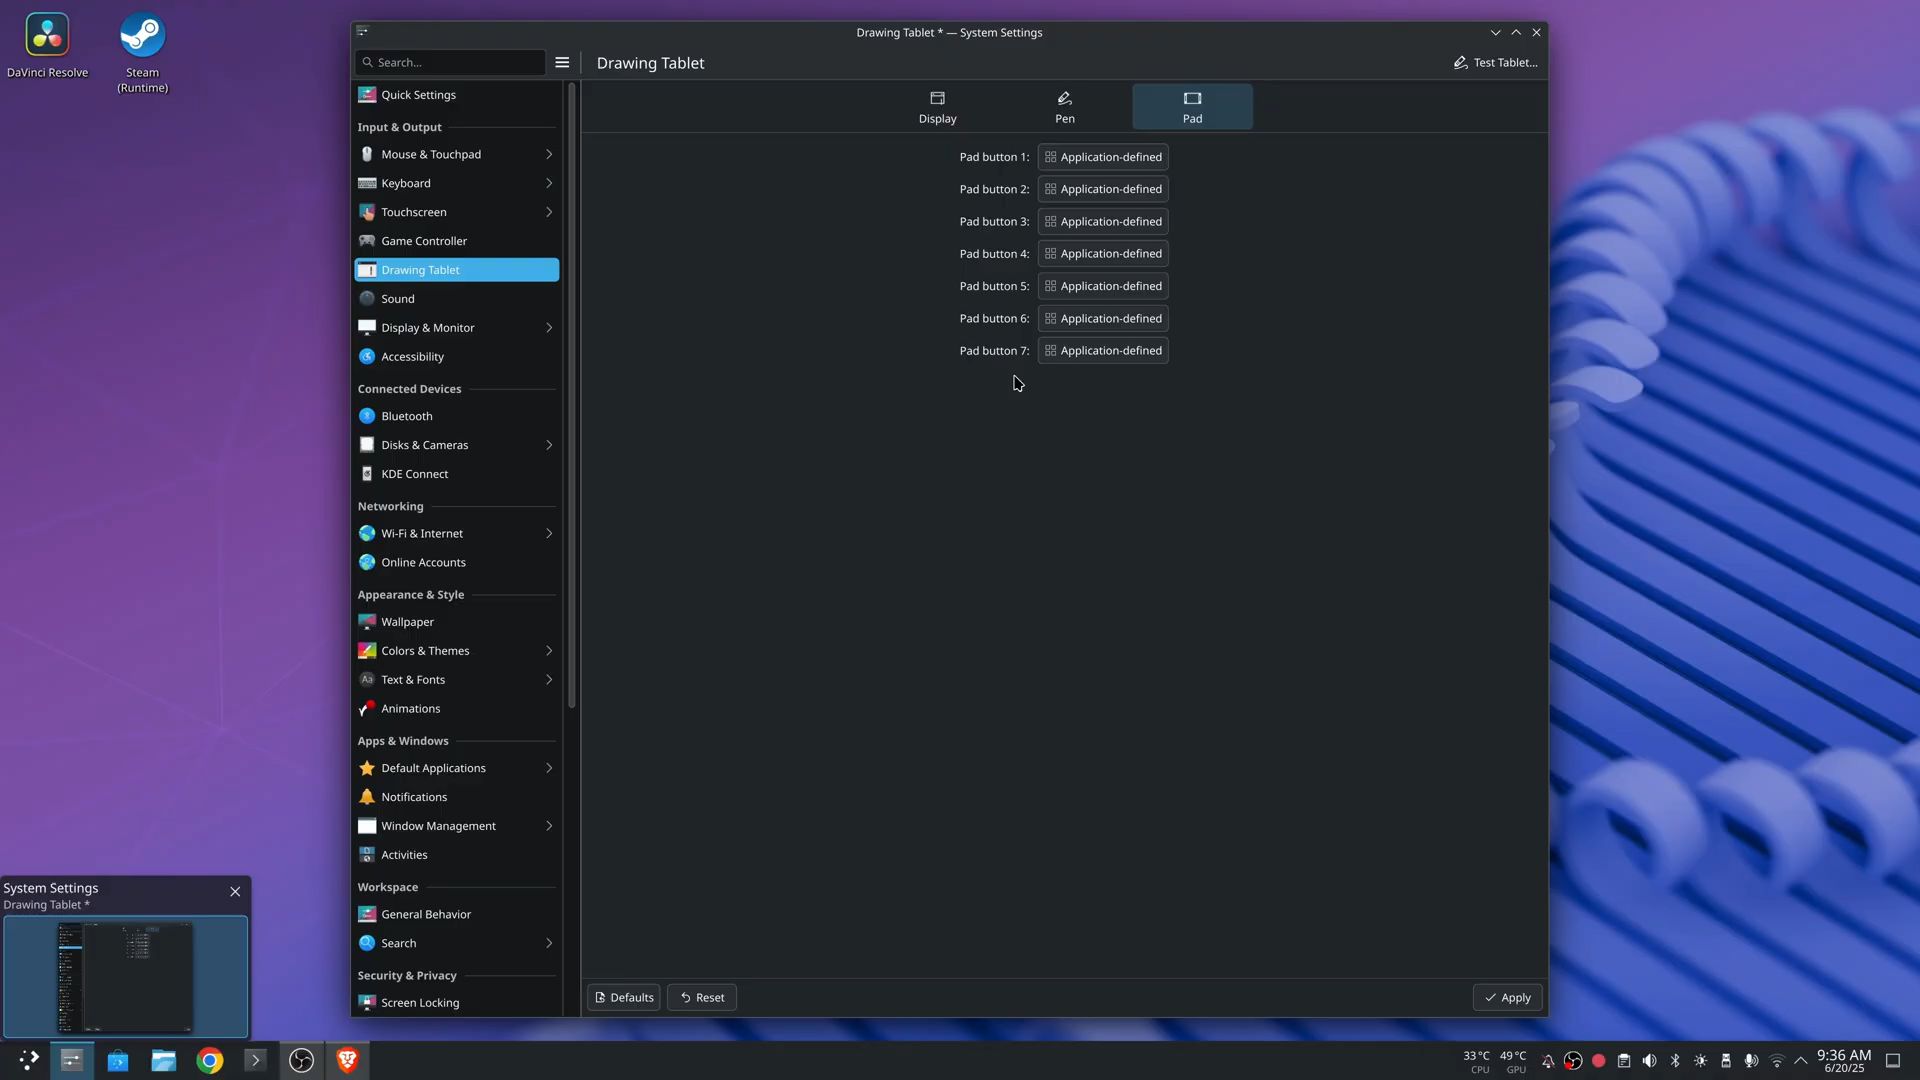 DaVinci Resolve
Steam
(Runtime)
Drawing Tablet * — System Settings
Search...
Drawing Tablet
Test Tablet...
Quick Settings
Input & Output
Mouse & Touchpad
Keyboard
Touchscreen
Game Controller
Drawing Tablet
Sound
Display & Monitor
Accessibility
Connected Devices
Bluetooth
Disks & Cameras
KDE Connect
Networking
Wi-Fi & Internet
Online Accounts
Appearance & Style
Wallpaper
Colors & Themes
Aa Text & Fonts
Animations
Apps & Windows
Default Applications
Notifications
Window Management
Activities
Workspace
General Behavior
Search
Security & Privacy
Screen Locking
Display
Pen
Pad
Pad button 1: Application-defined
Pad button 2: Application-defined
Pad button 3: Application-defined
Pad button 4: Application-defined
Pad button 5: Application-defined
Pad button 6: Application-defined
Pad button 7: Application-defined
Defaults
Reset
Apply
System Settings
Drawing Tablet *
33°C
CPU
49°C
GPU
9:36 AM
6/20/25